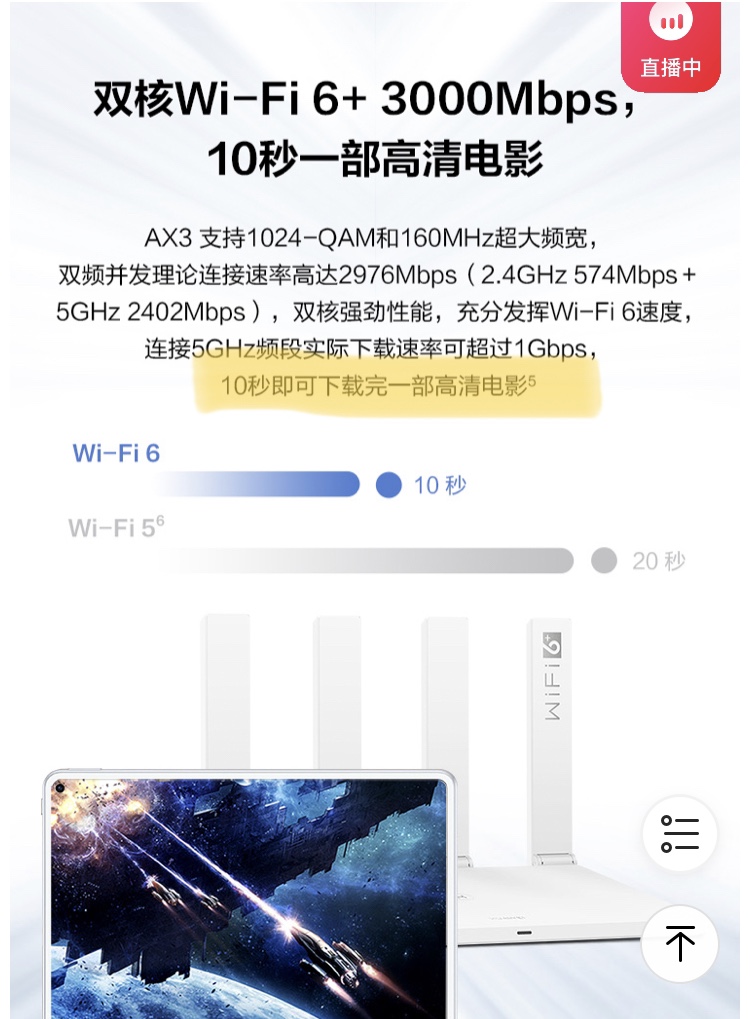 直播中
双核Wi-Fi 6+ 3000Mbps，
10秒一部高清电影
AX3 支持1024-QAM和160MHz超大频宽，
双频并发理论连接速率高达2976Mbps（2.4GHz 574Mbps+
5GHz 2402Mbps），双核强劲性能，充分发挥Wi-Fi 6速度，
连接5GHz频段实际下载速率可超过1Gbps，
10秒即可下载完一部高清电影⁵
Wi-Fi 6
10 秒
Wi-Fi 5⁶
20 秒
WiFi 6+